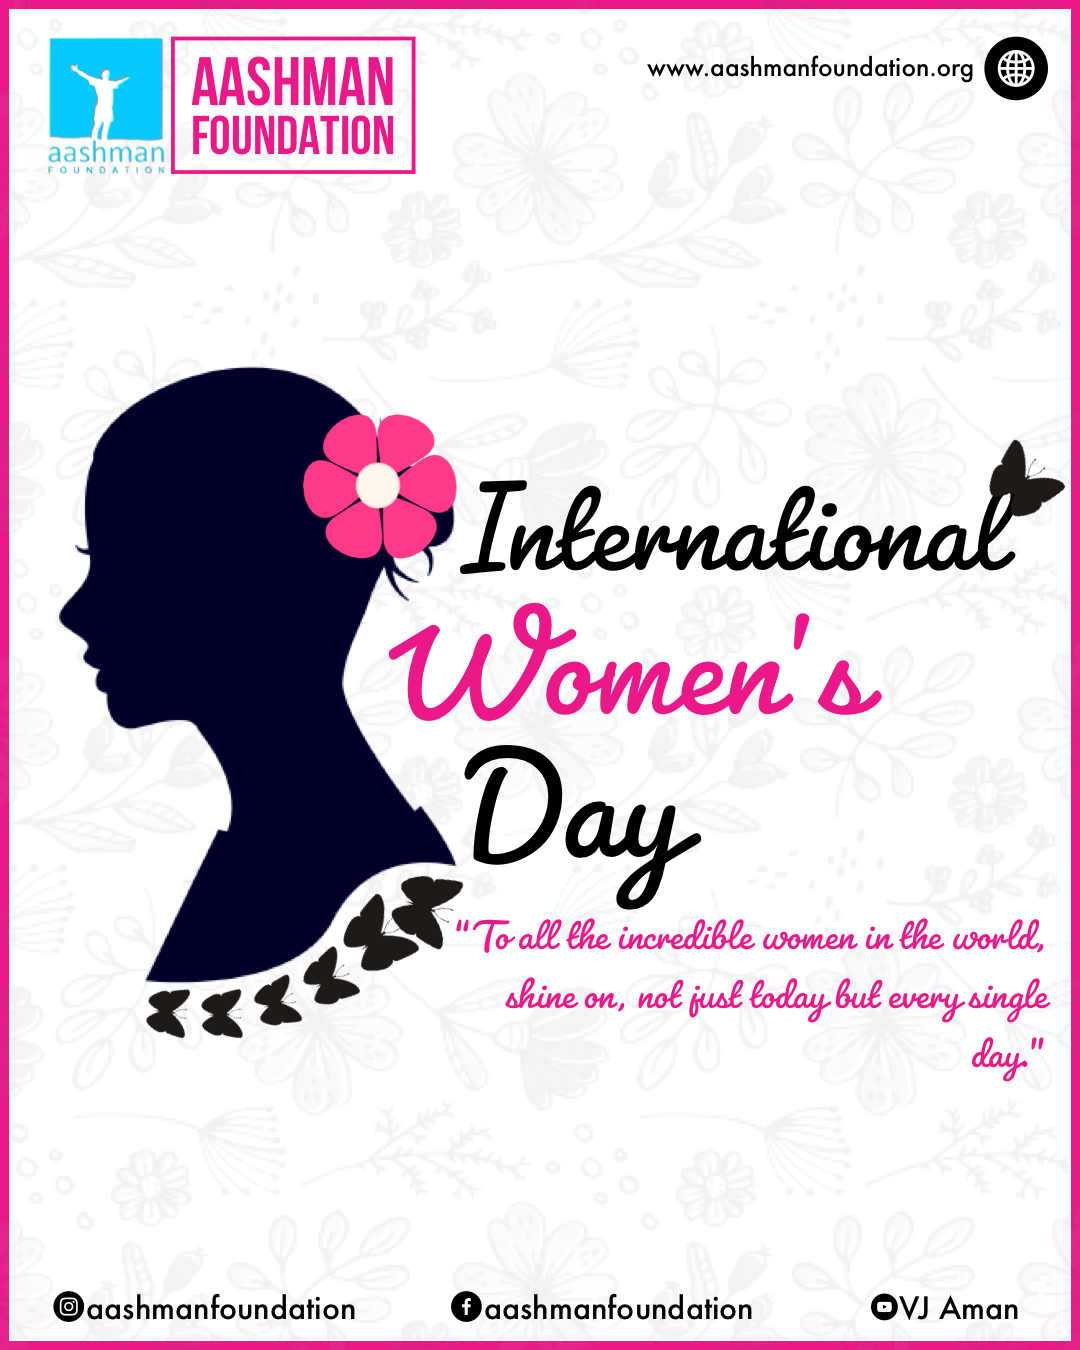 aashman
FOUNDATION
AASHMAN
FOUNDATION
www.aashmanfoundation.org
International
Women's
Day
"To all the incredible women in the world,
shine on, not just today but every single
day."
aashmanfoundation
aashmanfoundation
VJ Aman